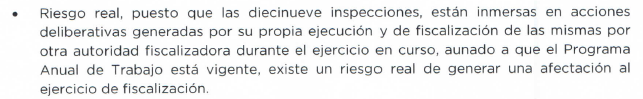 • Riesgo real, puesto que las diecinueve inspecciones, están inmersas en acciones
deliberativas generadas por su propia ejecución y de fiscalización de las mismas por
otra autoridad fiscalizadora durante el ejercicio en curso, aunado a que el Programa
Anual de Trabajo está vigente, existe un riesgo real de generar una afectación al
ejercicio de fiscalización.